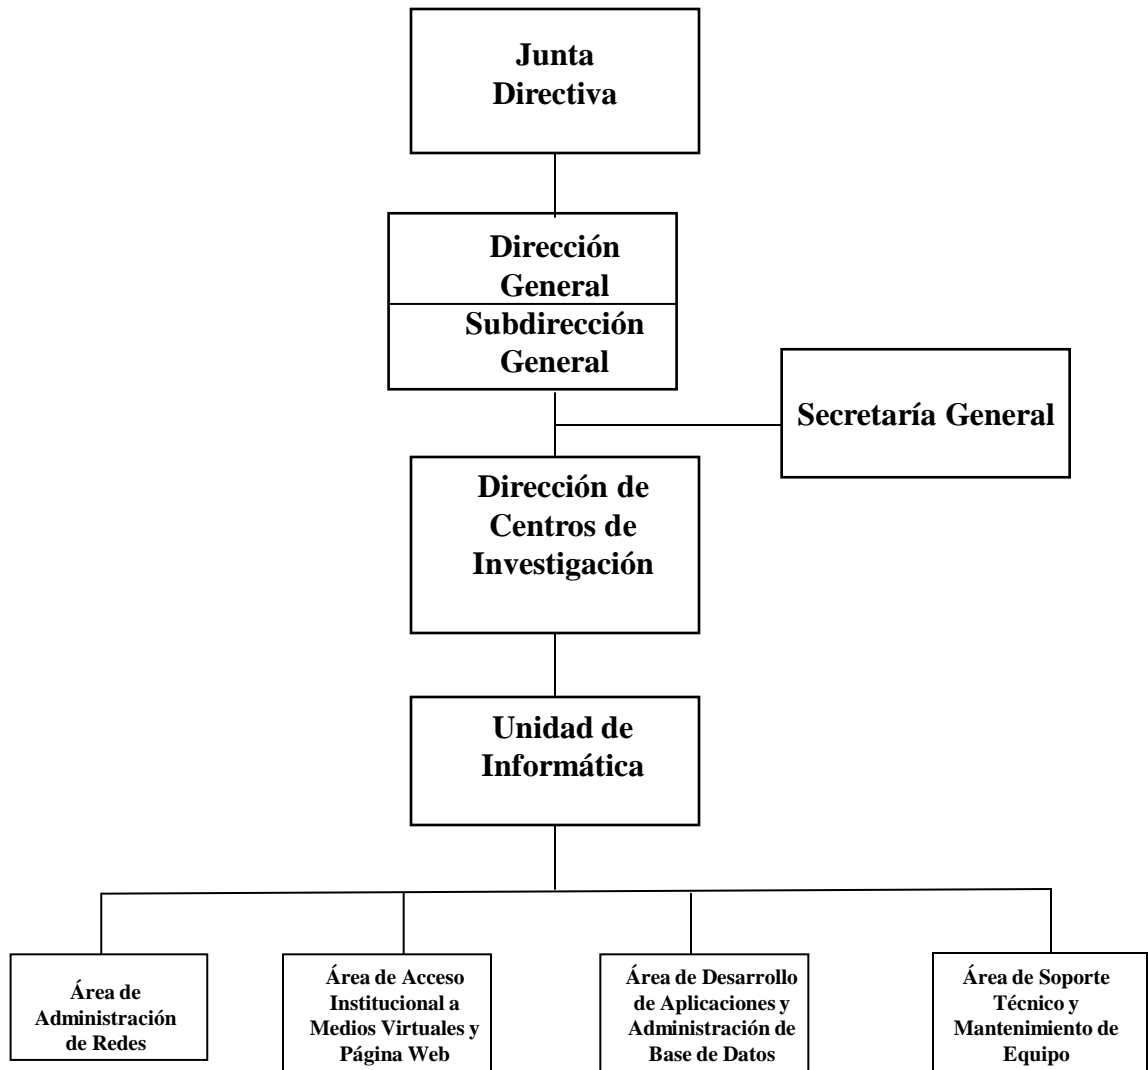 Junta
Directiva
Dirección
General
Subdirección
General
Secretaría General
Dirección de
Centros de
Investigación
Unidad de
Informática
Área de
Administración
de Redes
Área de Acceso
Institucional a
Medios Virtuales y
Página Web
Área de Desarrollo
de Aplicaciones y
Administración de
Base de Datos
Área de Soporte
Técnico y
Mantenimiento de
Equipo